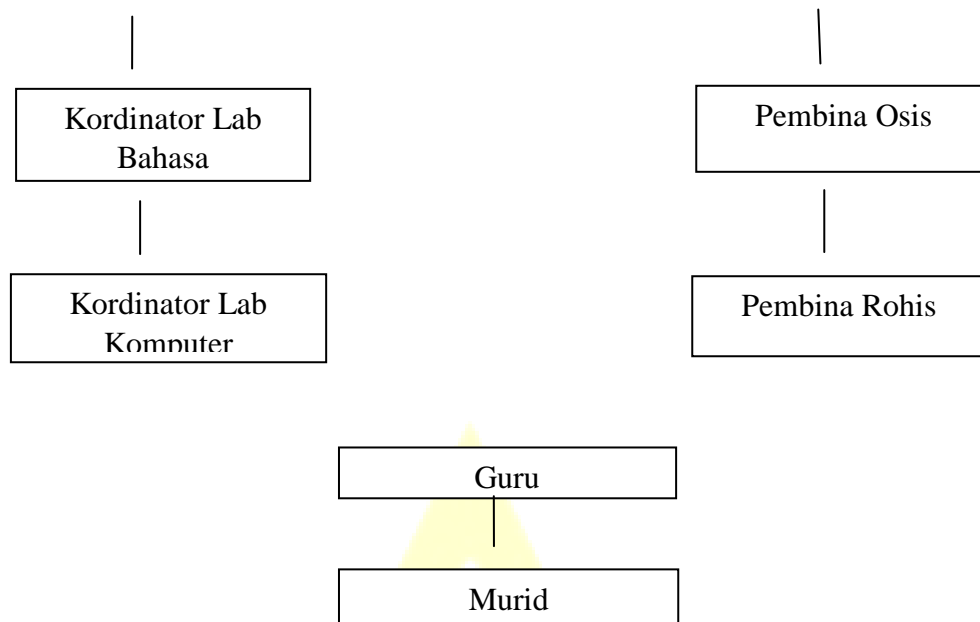 Kordinator Lab
Bahasa
Pembina Osis
Kordinator Lab
Komputer
Pembina Rohis
Guru
Murid